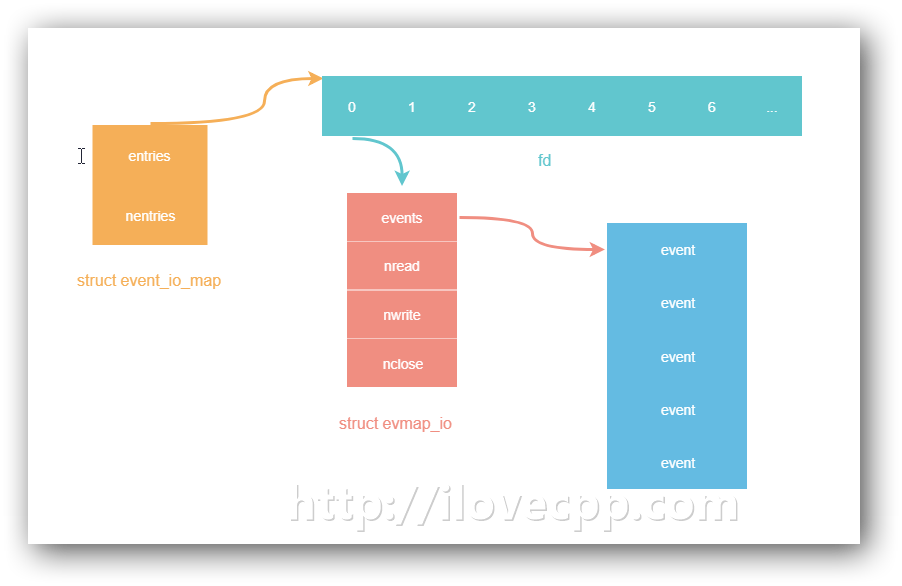 0 1 2 3 4 5 6 ...
fd
entries
nentries
struct event_io_map
events
nread
nwrite
nclose
struct evmap_io
event
event
event
event
event
http://ilovecpp.com